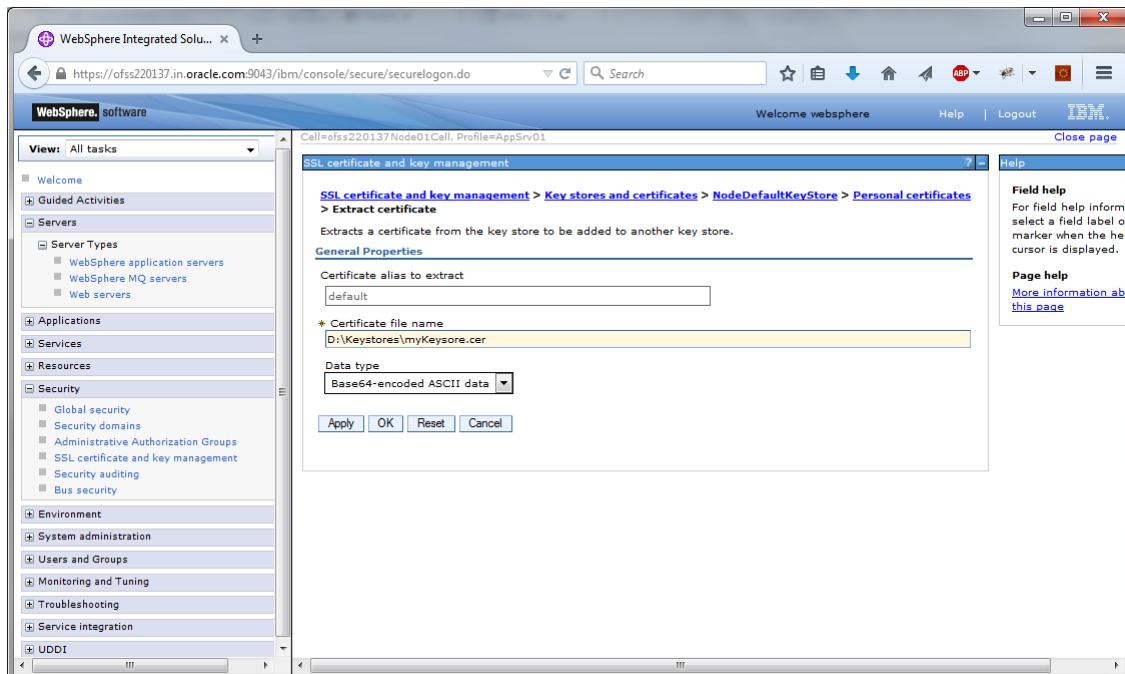 WebSphere Integrated Solu...
https://ofss220137.in.oracle.com:9043/ibm/console/secure/securelogon.do
Search
ABP
WebSphere. software
Welcome websphere
Help | Logout
IBM.
Cell=ofss220137Node01Cell, Profile=AppSrv01
Close page
View: All tasks
Welcome
Guided Activities
Servers
Server Types
WebSphere application servers
WebSphere MQ servers
Web servers
Applications
Services
Resources
Security
Global security
Security domains
Administrative Authorization Groups
SSL certificate and key management
Security auditing
Bus security
Environment
System administration
Users and Groups
Monitoring and Tuning
Troubleshooting
Service integration
UDDI
SSL certificate and key management
? -
SSL certificate and key management > Key stores and certificates > NodeDefaultKeyStore > Personal certificates
> Extract certificate
Extracts a certificate from the key store to be added to another key store.
General Properties
Certificate alias to extract
default
* Certificate file name
D:\Keystores\myKeysore.cer
Data type
Base64-encoded ASCII data
Apply OK Reset Cancel
Help
Field help
For field help inform
select a field label o
marker when the he
cursor is displayed.
Page help
More information ab
this page